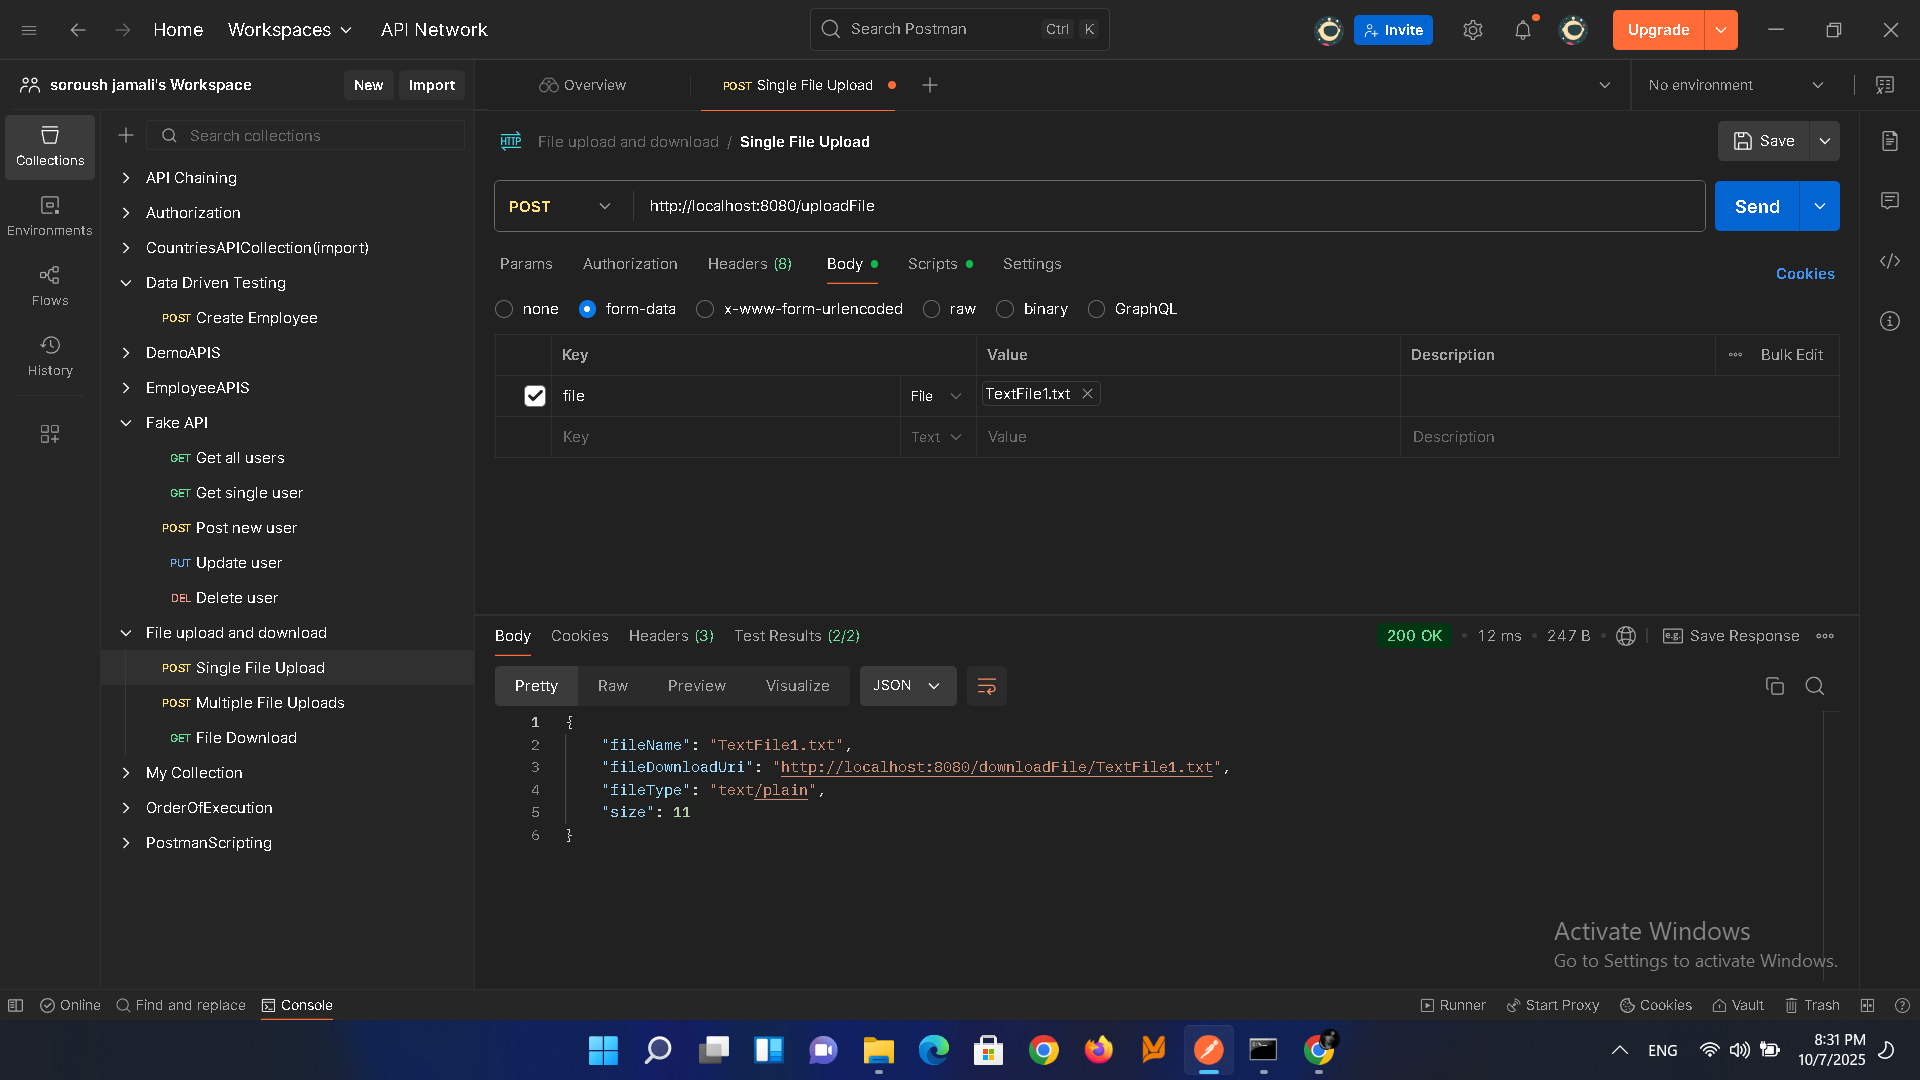 Home Workspaces API Network Search Postman Ctrl K Invite Upgrade
soroush jamali's Workspace New Import
Overview POST Single File Upload No environment
Collections
Environments
Flows
History
Search collections
API Chaining
Authorization
CountriesAPICollection(import)
Data Driven Testing
POST Create Employee
DemoAPIS
EmployeeAPIS
Fake API
GET Get all users
GET Get single user
POST Post new user
PUT Update user
DEL Delete user
File upload and download
POST Single File Upload
POST Multiple File Uploads
GET File Download
My Collection
OrderOfExecution
PostmanScripting
HTTP File upload and download / Single File Upload Save
POST http://localhost:8080/uploadFile Send
Params Authorization Headers (8) Body Scripts Settings Cookies
none form-data x-www-form-urlencoded raw binary GraphQL
Key Value Description Bulk Edit
file File TextFile1.txt
Key Text Value Description
Body Cookies Headers (3) Test Results (2/2) 200 OK 12 ms 247 B e.g. Save Response
Pretty Raw Preview Visualize JSON
1 {
2 "fileName": "TextFile1.txt",
3 "fileDownloadUri": "http://localhost:8080/downloadFile/TextFile1.txt",
4 "fileType": "text/plain",
5 "size": 11
6 }
Activate Windows
Go to Settings to activate Windows.
Online Find and replace Console Runner Start Proxy Cookies Vault Trash
ENG 8:31 PM
10/7/2025